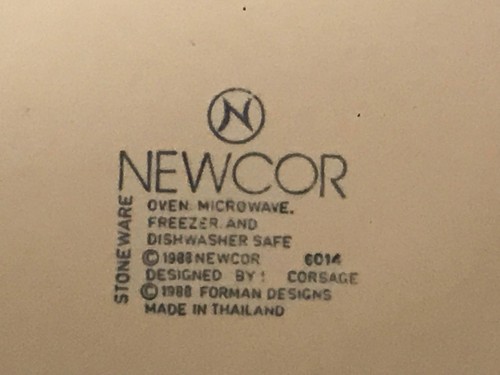 N
NEWCOR
STONEWARE
OVEN. MICROWAVE.
FREEZER. AND
DISHWASHER SAFE
© 1988 NEWCOR 6014
DESIGNED BY: CORSAGE
© 1988 FORMAN DESIGNS
MADE IN THAILAND